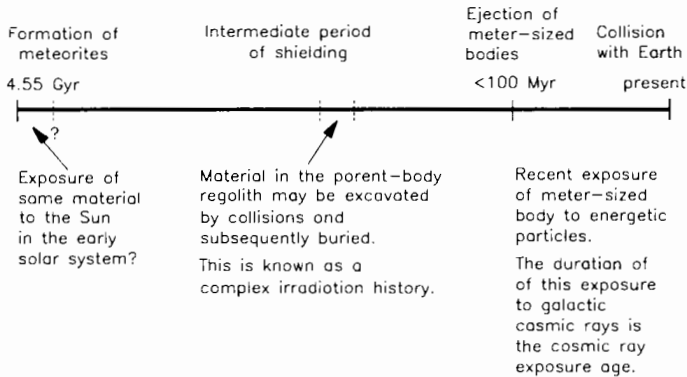 Formation of
meteorites
4.55 Gyr
Intermediate period
of shielding
Ejection of
meter-sized
bodies
<100 Myr
Collision
with Earth
present
?
Exposure of
same material
to the Sun
in the early
solar system?
Material in the parent-body
regolith may be excavated
by collisions and
subsequently buried.
This is known as a
complex irradiation history.
Recent exposure
of meter-sized
body to energetic
particles.
The duration of
of this exposure
to galactic
cosmic rays is
the cosmic ray
exposure age.